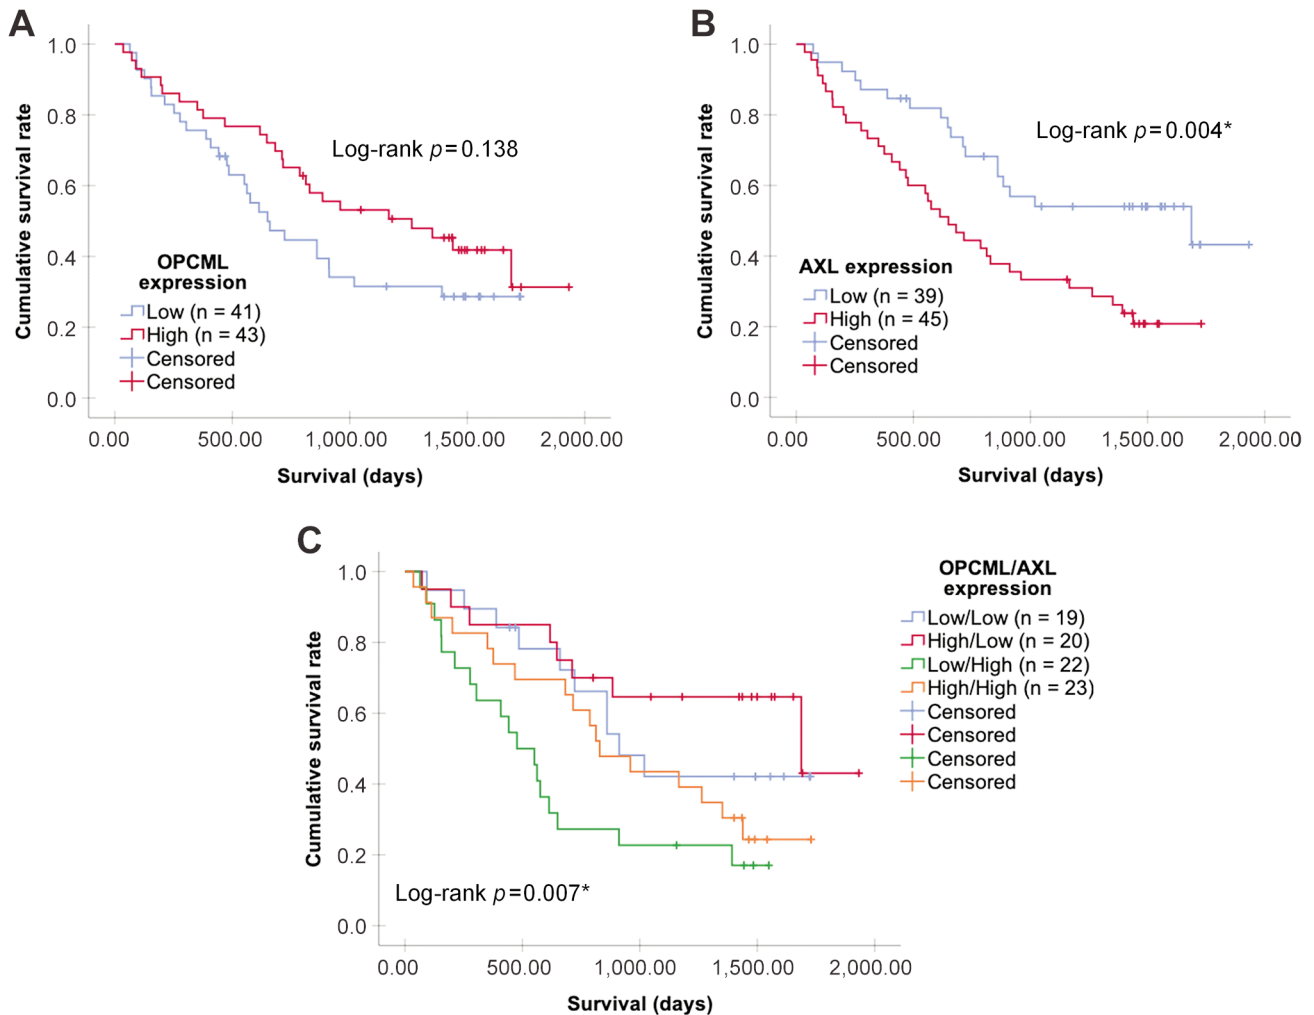 A
Cumulative survival rate
1.0
0.8
0.6
0.4
0.2
0.0
Log-rank p=0.138
OPCML
expression
Low (n = 41)
High (n = 43)
Censored
Censored
0.00 500.00 1,000.00 1,500.00 2,000.00
Survival (days)
B
Cumulative survival rate
1.0
0.8
0.6
0.4
0.2
0.0
Log-rank p=0.004*
AXL expression
Low (n = 39)
High (n = 45)
Censored
Censored
0.00 500.00 1,000.00 1,500.00 2,000.00
Survival (days)
C
Cumulative survival rate
1.0
0.8
0.6
0.4
0.2
0.0
Log-rank p=0.007*
0.00 500.00 1,000.00 1,500.00 2,000.00
Survival (days)
OPCML/AXL
expression
Low/Low (n = 19)
High/Low (n = 20)
Low/High (n = 22)
High/High (n = 23)
Censored
Censored
Censored
Censored